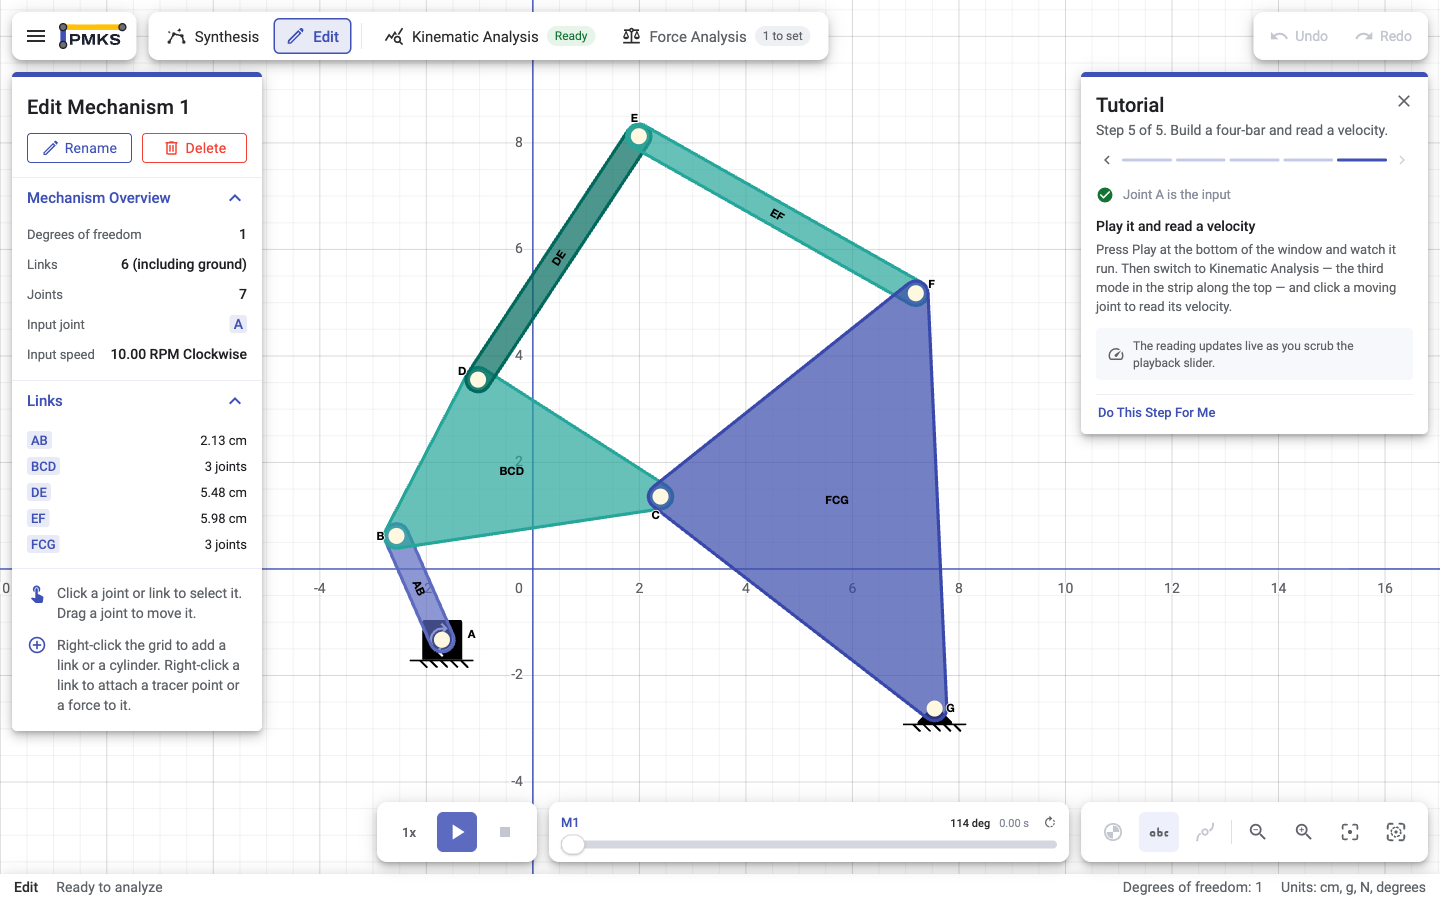 PMKS
Synthesis
Edit
Kinematic Analysis Ready
Force Analysis 1 to set
Undo
Redo
Edit Mechanism 1
Rename
Delete
Mechanism Overview
Degrees of freedom 1
Links 6 (including ground)
Joints 7
Input joint A
Input speed 10.00 RPM Clockwise
Links
AB 2.13 cm
BCD 3 joints
DE 5.48 cm
EF 5.98 cm
FCG 3 joints
Click a joint or link to select it.
Drag a joint to move it.
Right-click the grid to add a
link or a cylinder. Right-click a
link to attach a tracer point or
a force to it.
E
8
EF
6
DE
F
4
D
2
BCD
FCG
C
B
0
-4
-2
0
2
4
6
8
10
12
14
16
AB
A
-2
G
-4
Tutorial
Step 5 of 5. Build a four-bar and read a velocity.
Joint A is the input
Play it and read a velocity
Press Play at the bottom of the window and watch it
run. Then switch to Kinematic Analysis — the third
mode in the strip along the top — and click a moving
joint to read its velocity.
The reading updates live as you scrub the
playback slider.
Do This Step For Me
1x
M1
114 deg 0.00 s
abc
Edit Ready to analyze
Degrees of freedom: 1 Units: cm, g, N, degrees